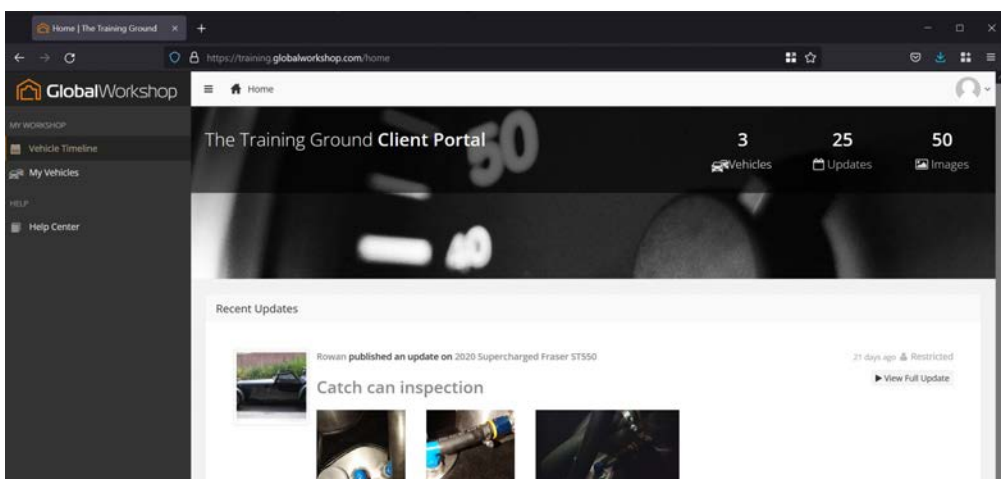 Home | The Training Ground
https://training.globalworkshop.com/home
GlobalWorkshop
Home
MY WORKSHOP
Vehicle Timeline
My Vehicles
HELP
Help Center
The Training Ground Client Portal
3
Vehicles
25
Updates
50
Images
50
40
Recent Updates
Rowan published an update on 2020 Supercharged Fraser ST550
21 days ago Restricted
View Full Update
Catch can inspection